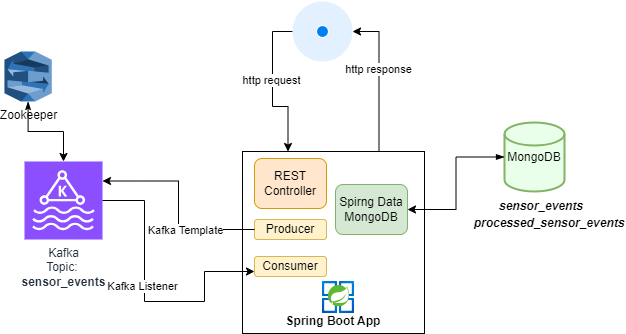 http request
http response
Zookeeper
MongoDB
REST
Controller
Spirng Data
MongoDB
K
sensor_events
processed_sensor_events
Kafka Template
Producer
Kafka
Topic:
sensor_events
Kafka Listener
Consumer
Spring Boot App